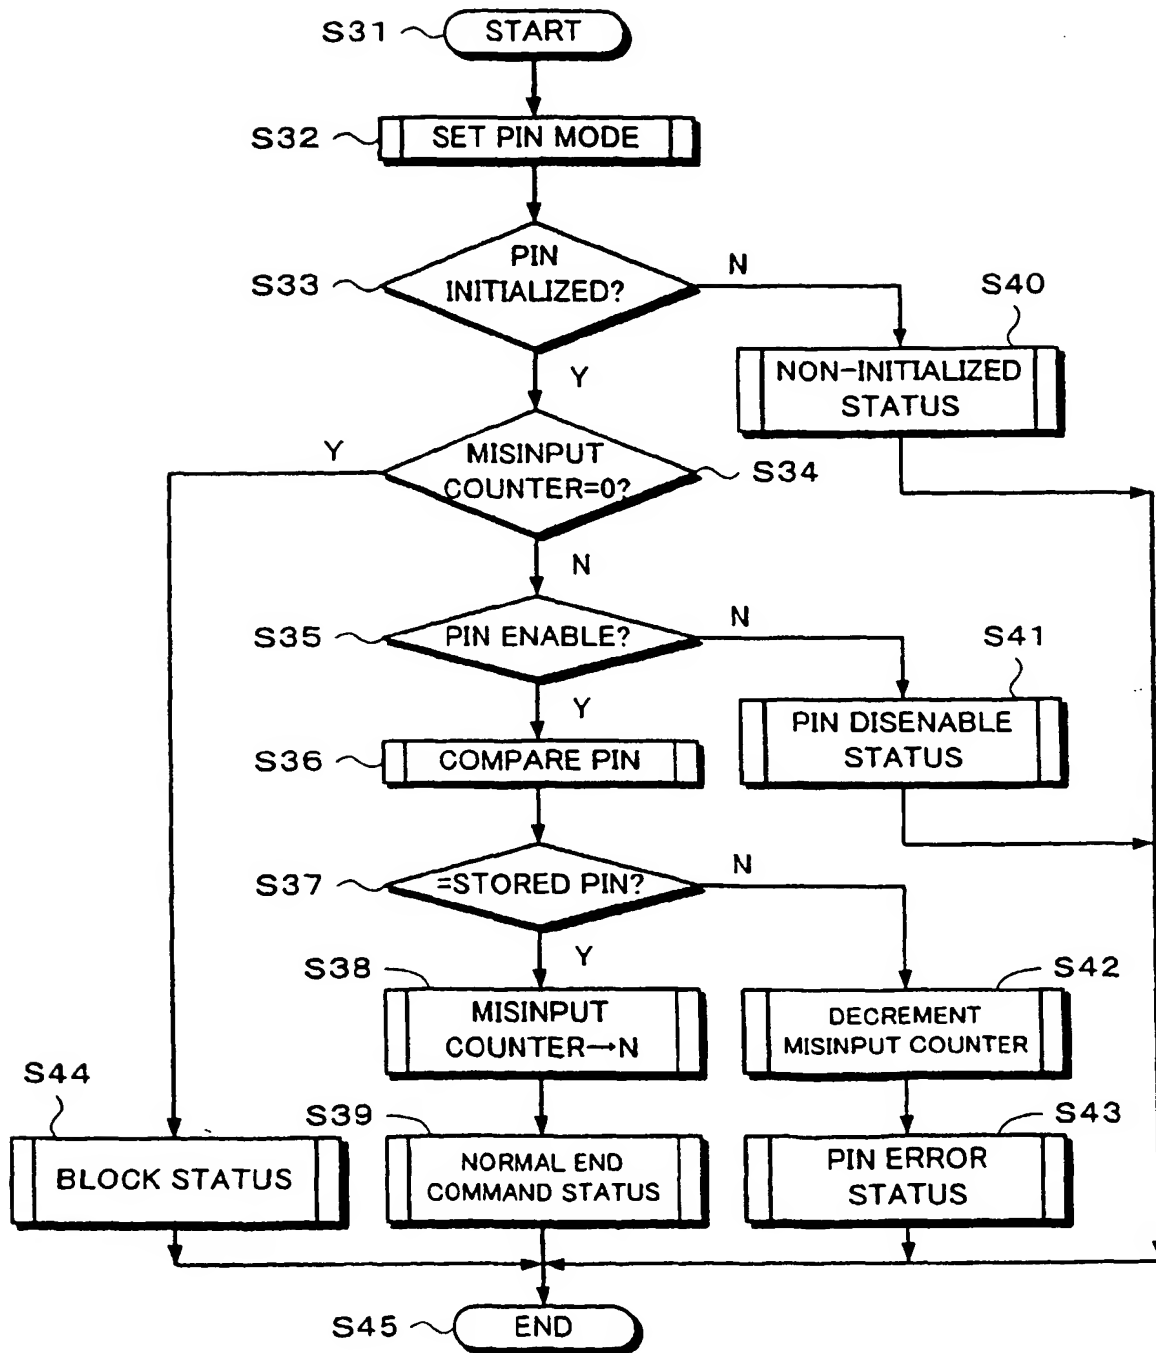 S31
START
S32
SET PIN MODE
S33
PIN
INITIALIZED?
N
Y
S40
NON-INITIALIZED
STATUS
Y
MISINPUT
COUNTER=0?
S34
N
S35
PIN ENABLE?
N
Y
S41
PIN DISENABLE
STATUS
S36
COMPARE PIN
S37
=STORED PIN?
N
Y
S38
MISINPUT
COUNTER→N
S42
DECREMENT
MISINPUT COUNTER
S44
BLOCK STATUS
S39
NORMAL END
COMMAND STATUS
S43
PIN ERROR
STATUS
S45
END